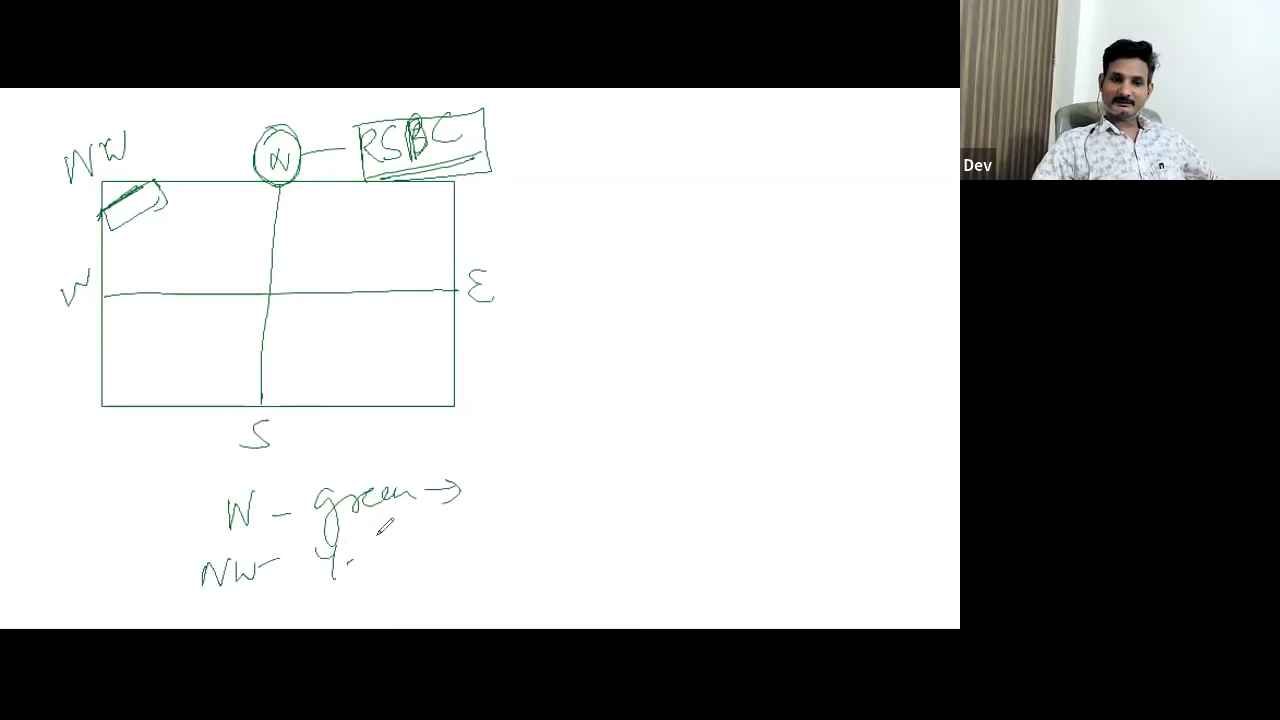 NW
N
RSBC
Dev
W
E
S
N - green →
NW - Y.